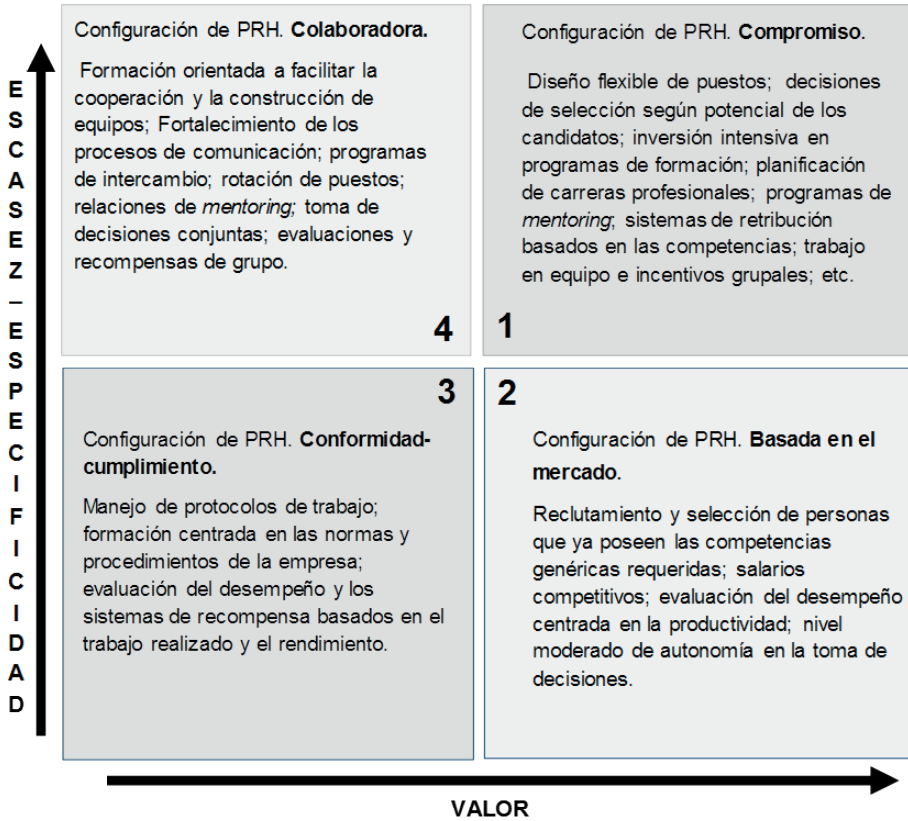 ESCASEZ – ESPECIFICIDAD
Configuración de PRH. Colaboradora.
Formación orientada a facilitar la
cooperación y la construcción de
equipos; Fortalecimiento de los
procesos de comunicación; programas
de intercambio; rotación de puestos;
relaciones de mentoring; toma de
decisiones conjuntas; evaluaciones y
recompensas de grupo.
4
Configuración de PRH. Compromiso.
Diseño flexible de puestos; decisiones
de selección según potencial de los
candidatos; inversión intensiva en
programas de formación; planificación
de carreras profesionales; programas de
mentoring; sistemas de retribución
basados en las competencias; trabajo
en equipo e incentivos grupales; etc.
1
3
Configuración de PRH. Conformidad-
cumplimiento.
Manejo de protocolos de trabajo;
formación centrada en las normas y
procedimientos de la empresa;
evaluación del desempeño y los
sistemas de recompensa basados en el
trabajo realizado y el rendimiento.
2
Configuración de PRH. Basada en el
mercado.
Reclutamiento y selección de personas
que ya poseen las competencias
genéricas requeridas; salarios
competitivos; evaluación del desempeño
centrada en la productividad; nivel
moderado de autonomía en la toma de
decisiones.
VALOR